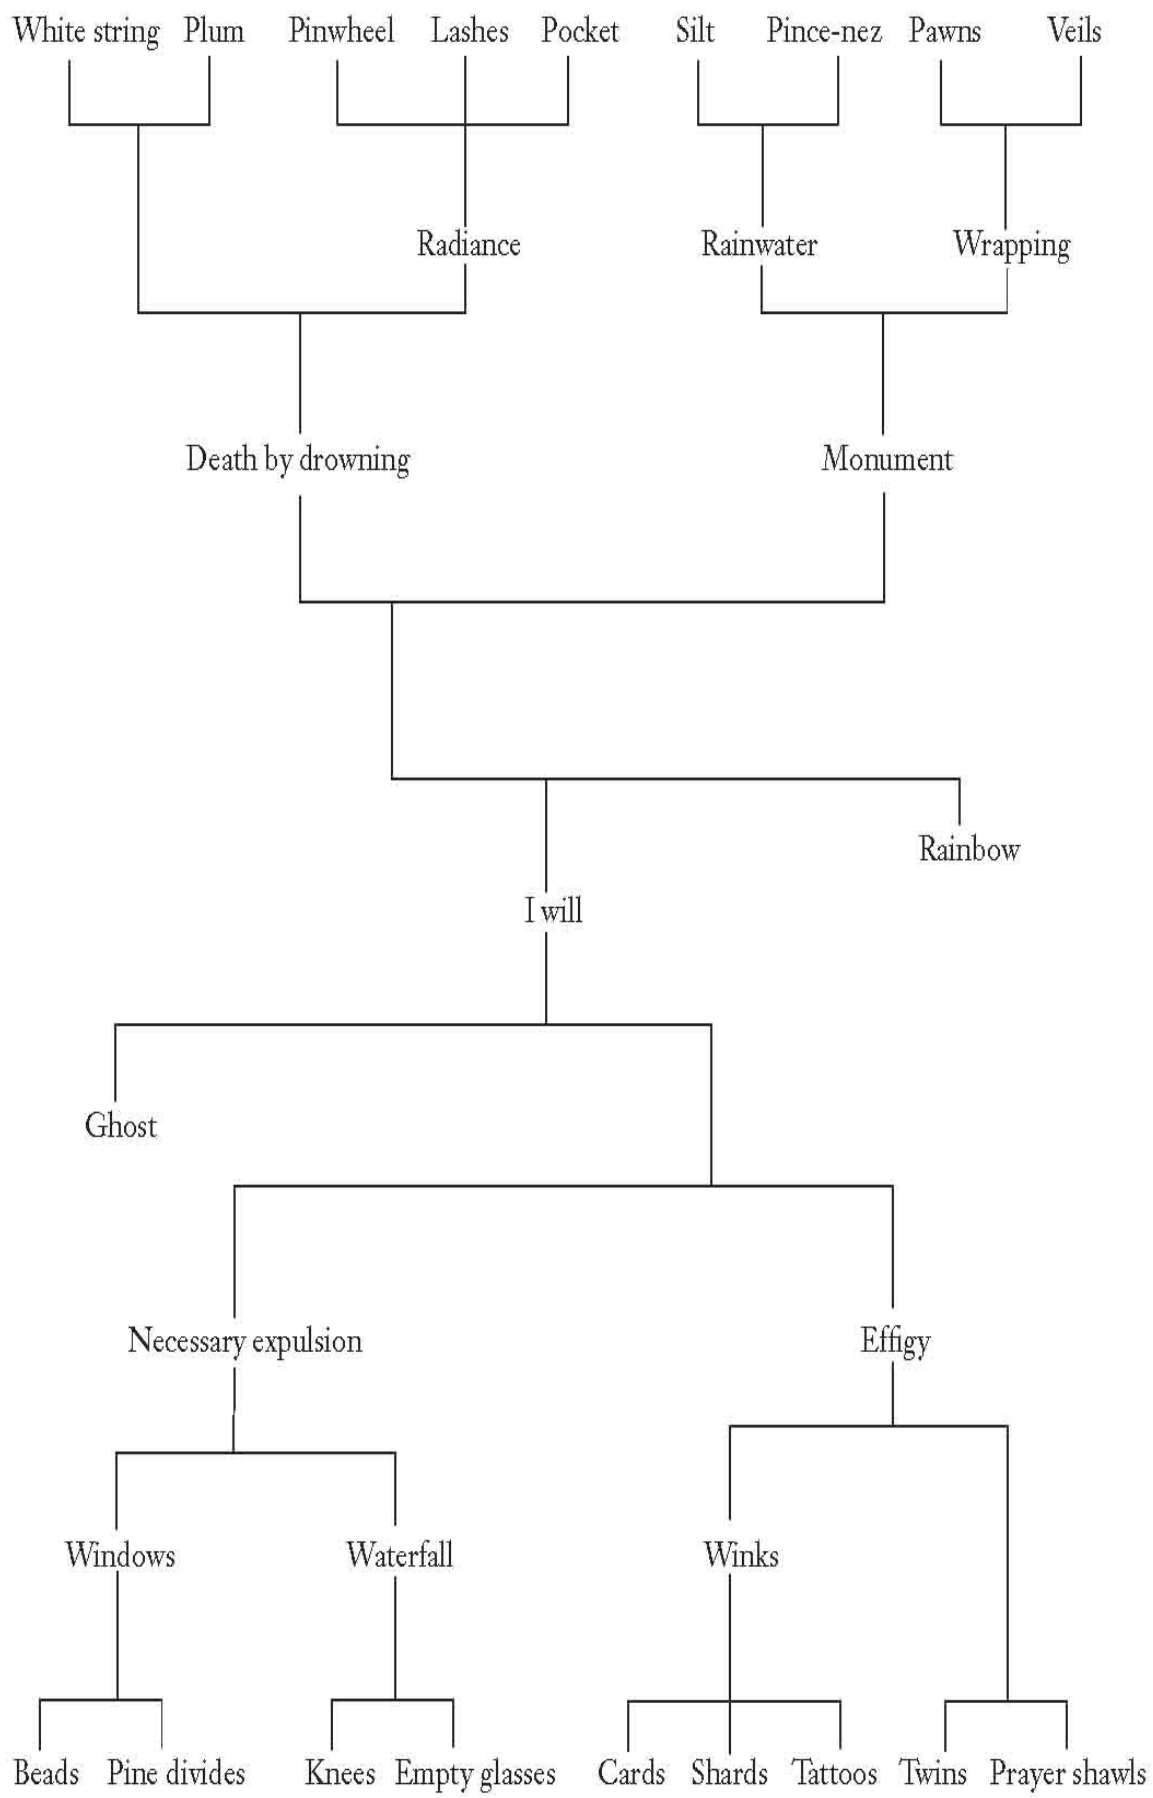 White string Plum Pinwheel Lashes Pocket Silt Pince-nez Pawns Veils
Radiance Rainwater Wrapping
Death by drowning Monument
Rainbow
I will
Ghost
Necessary expulsion Effigy
Windows Waterfall Winks
Beads Pine divides Knees Empty glasses Cards Shards Tattoos Twins Prayer shawls